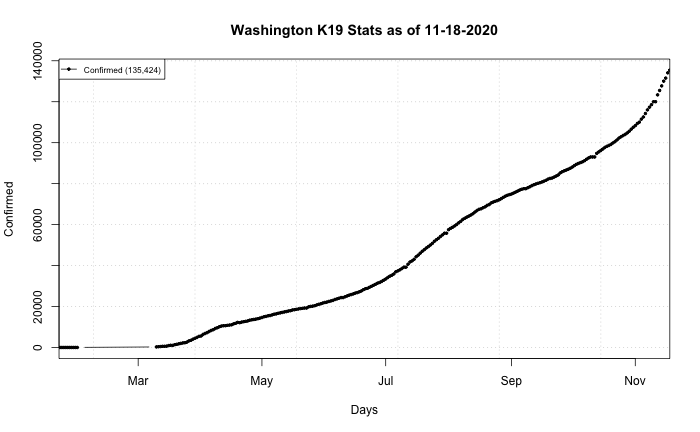 Washington K19 Stats as of 11-18-2020
Confirmed (135,424)
140000
100000
60000
20000
0
Confirmed
Mar May Jul Sep Nov
Days